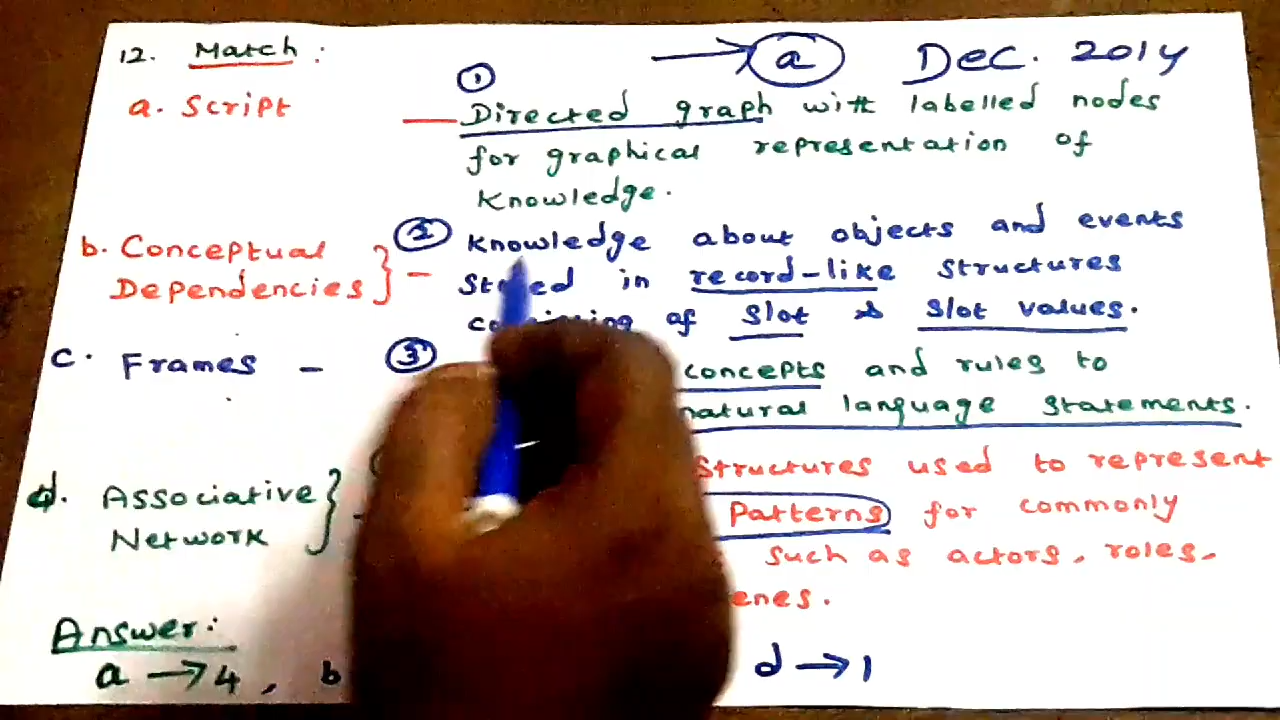 12. Match : → a Dec. 2014
a. Script — ① Directed graph with labelled nodes
for graphical representation of
Knowledge.
b. Conceptual Dependencies } – ② Knowledge about objects and events
in record-like structures
of slot & slot values.
c. Frames – ③ concepts and rules to
natural language statements.
d. Associative Network } structures used to represent
Patterns for commonly
such as actors, roles,
Answer:
a → 4, b d → 1